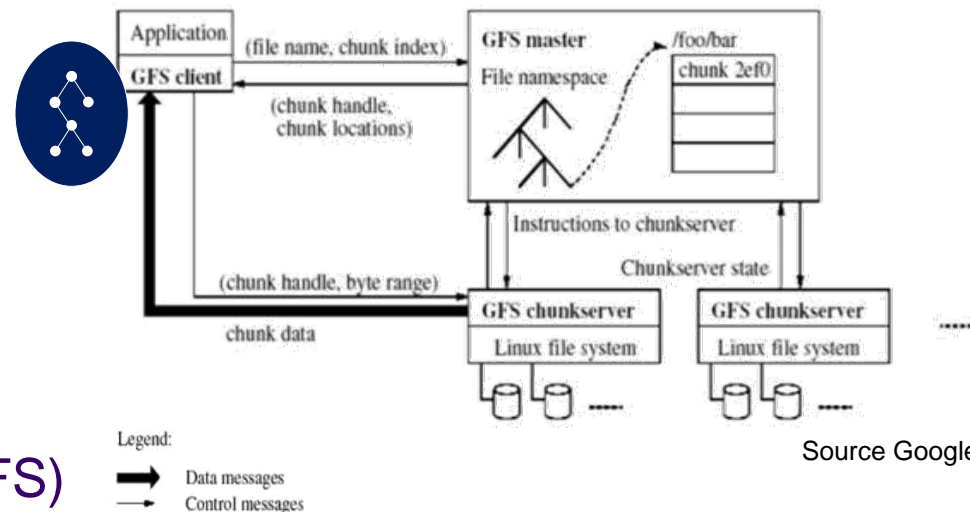 Application
GFS client
(file name, chunk index)
(chunk handle,
chunk locations)
GFS master
File namespace
/foo/bar
chunk 2ef0
Instructions to chunkserver
Chunkserver state
(chunk handle, byte range)
chunk data
GFS chunkserver
Linux file system
GFS chunkserver
Linux file system
Legend:
Data messages
Control messages
Source Google
FS)